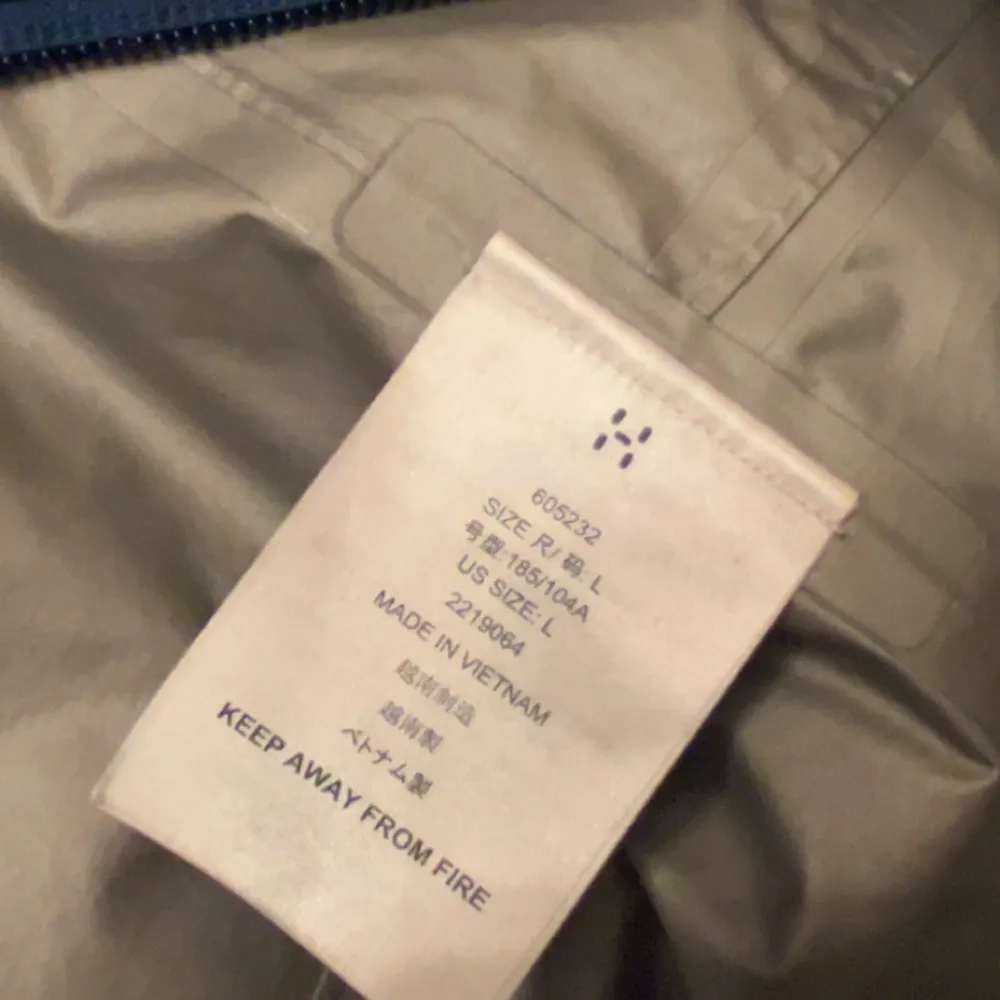 605232
SIZE 尺/ 码: L
号型:185/104A
US SIZE: L
2219064
MADE IN VIETNAM
越南制造
越南製
ベトナム製
KEEP AWAY FROM FIRE